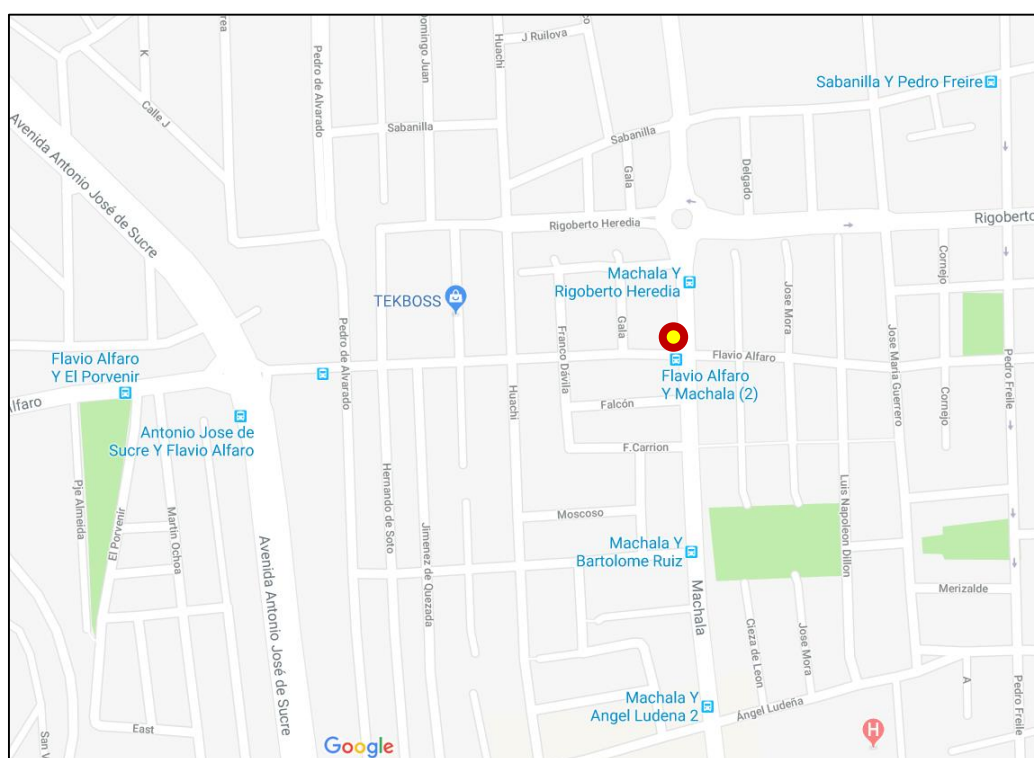 K
Calle J
Avenida Antonio José de Sucre
Pedro de Alvarado
Domingo Juan
Huachi
J Ruilova
Sabanilla Y Pedro Freire
Sabanilla
Sabanilla
Gala
Delgado
Rigoberto Heredia
Rigoberto
Cornejo
Machala Y
Rigoberto Heredia
TEKBOSS
Jose Mora
Gala
Franco Dávila
Pedro de Alvarado
Flavio Alfaro
Y El Porvenir
Flavio Alfaro
Jose Maria Guerrero
Pedro Freile
Flavio Alfaro
Y Machala (2)
Alfaro
Huachi
Falcón
Cornejo
Antonio Jose de
Sucre Y Flavio Alfaro
F.Carrion
Pje Almeida
El Porvenir
Martin Ochoa
Hernando de Soto
Jimenez de Quezada
Luis Napoleon Dillon
Moscoso
Machala Y
Bartolome Ruiz
Avenida Antonio José de Sucre
Machala
Merizalde
Cieza de Leon
Jose Mora
Machala Y
Angel Ludena 2
Ángel Ludeña
A
Pedro Freile
East
San V
Google
H